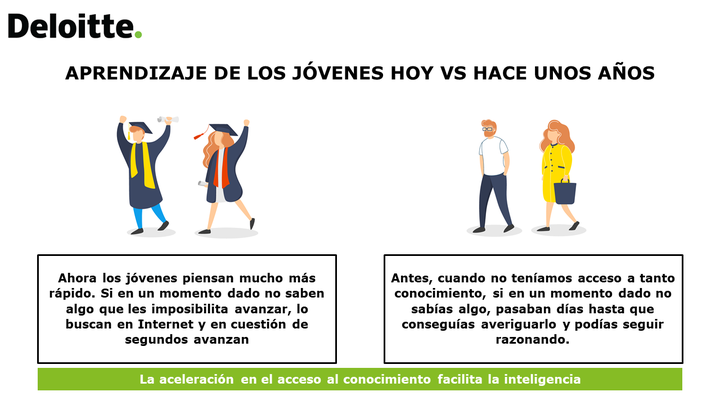 Deloitte.
APRENDIZAJE DE LOS JÓVENES HOY VS HACE UNOS AÑOS
Ahora los jóvenes piensan mucho más
rápido. Si en un momento dado no saben
algo que les imposibilita avanzar, lo
buscan en Internet y en cuestión de
segundos avanzan
Antes, cuando no teníamos acceso a tanto
conocimiento, si en un momento dado no
sabías algo, pasaban días hasta que
conseguías averiguarlo y podías seguir
razonando.
La aceleración en el acceso al conocimiento facilita la inteligencia